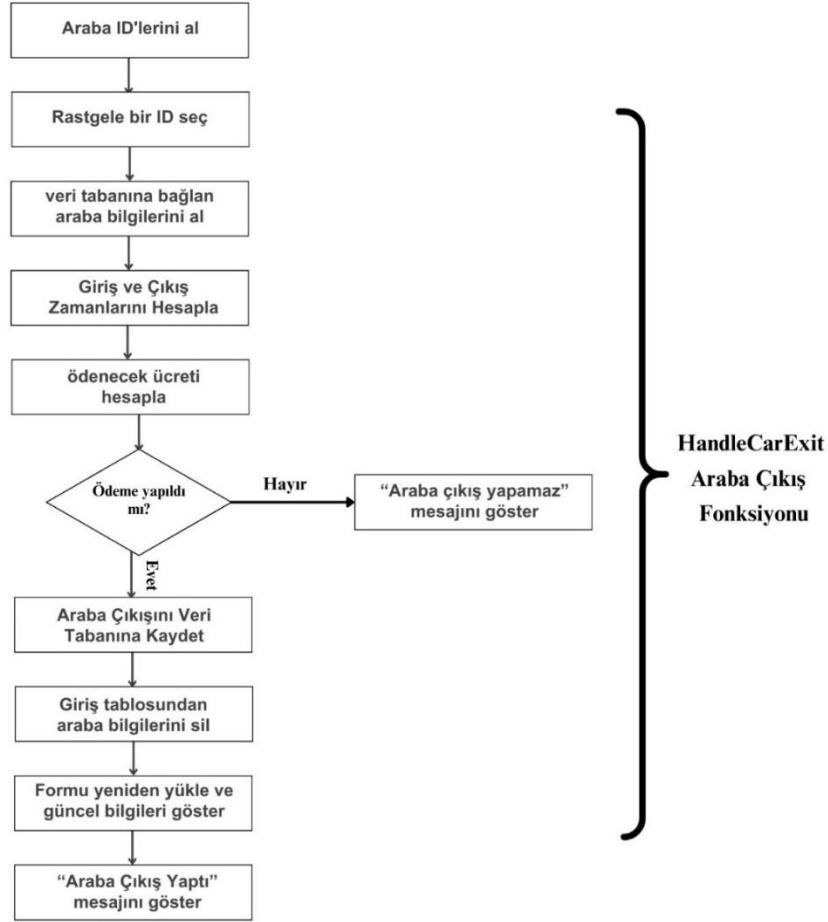 Araba ID'lerini al
Rastgele bir ID seç
veri tabanına bağlan
araba bilgilerini al
Giriş ve Çıkış
Zamanlarını Hesapla
ödenecek ücreti
hesapla
Ödeme yapıldı
mı?
Hayır
“Araba çıkış yapamaz”
mesajını göster
Evet
Araba Çıkışını Veri
Tabanına Kaydet
Giriş tablosundan
araba bilgilerini sil
Formu yeniden yükle ve
güncel bilgileri göster
“Araba Çıkış Yaptı”
mesajını göster
HandleCarExit
Araba Çıkış
Fonksiyonu